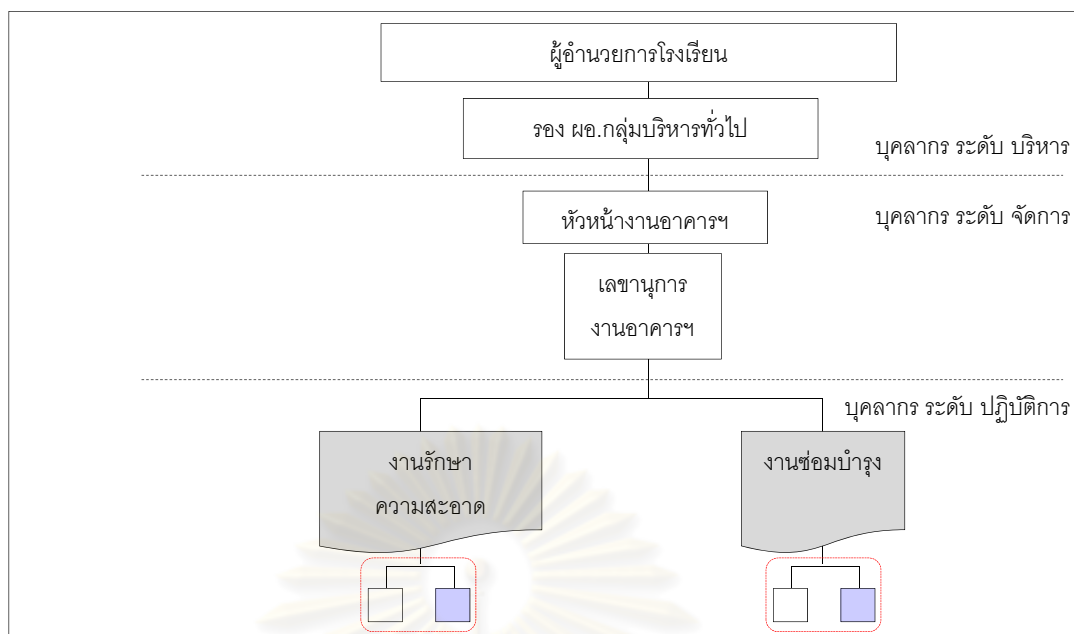 ผู้อำนวยการโรงเรียน
รอง ผอ.กลุ่มบริหารทั่วไป
บุคลากร ระดับ บริหาร
หัวหน้างานอาคารฯ
บุคลากร ระดับ จัดการ
เลขานุการ
งานอาคารฯ
บุคลากร ระดับ ปฏิบัติการ
งานรักษา
ความสะอาด
งานซ่อมบำรุง